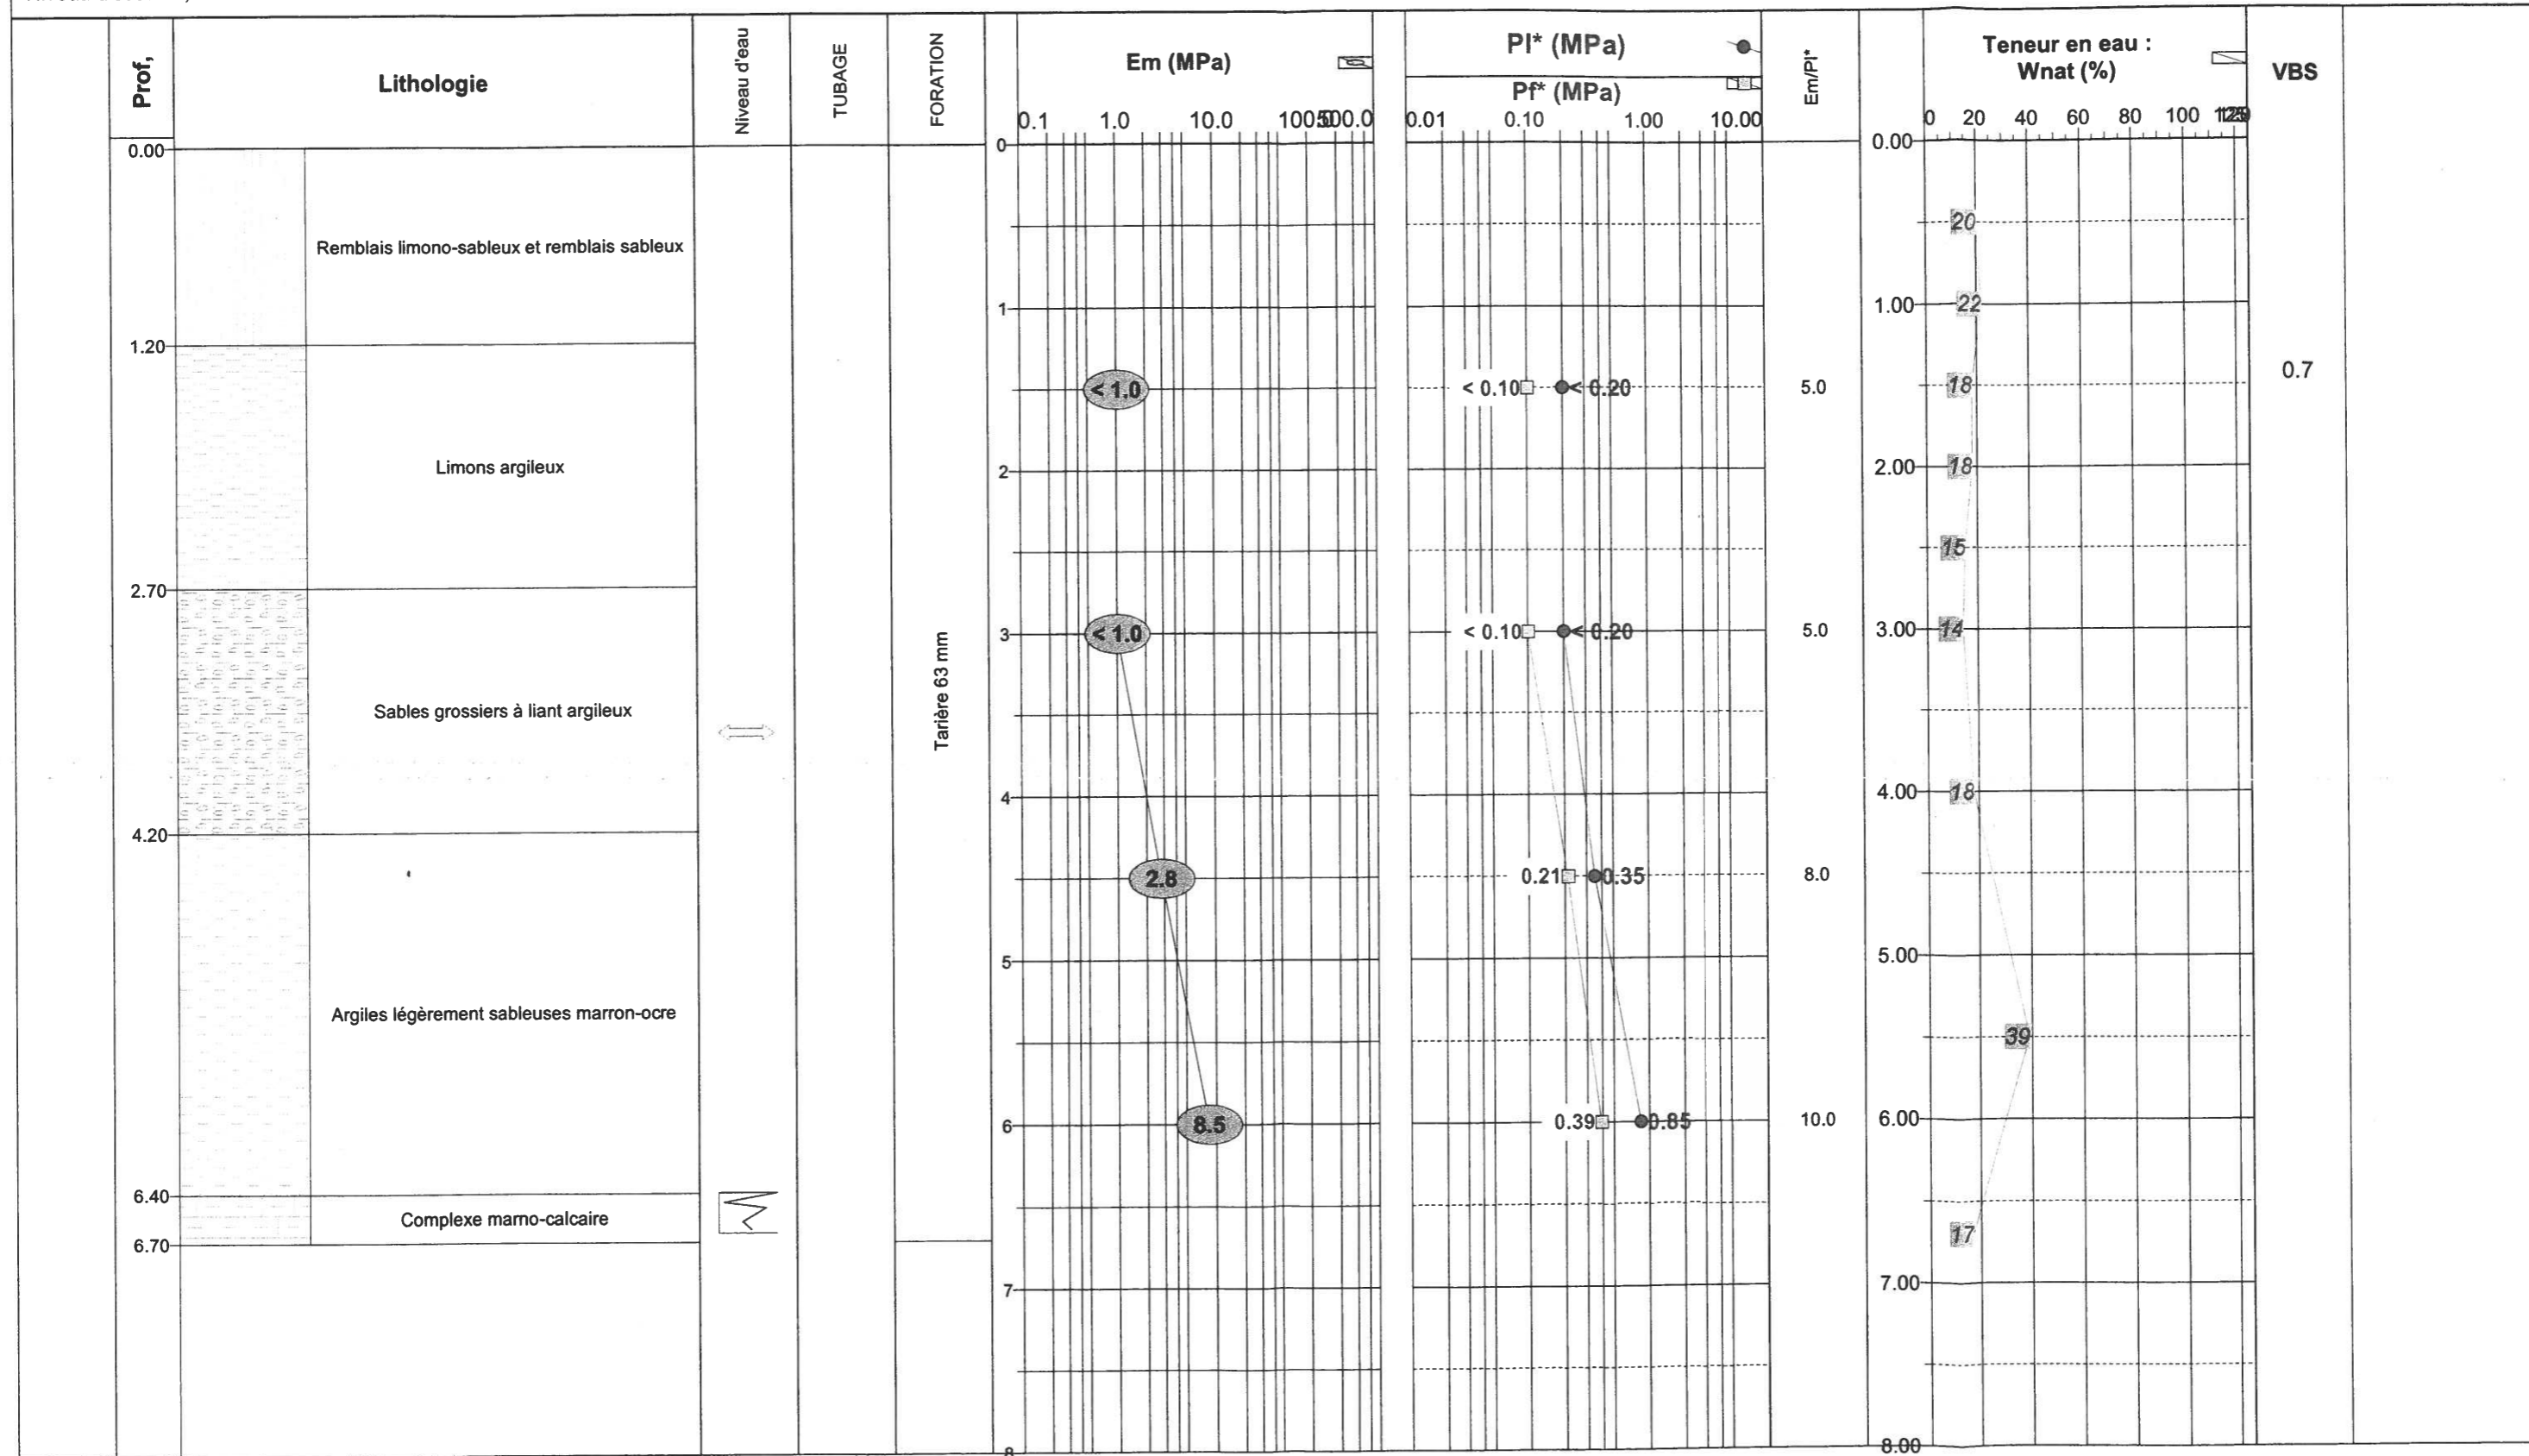 Prof,
Lithologie
Niveau d'eau
TUBAGE
FORATION
Em (MPa)
0.1 1.0 10.0
Pl* (MPa)
Pf* (MPa)
0.01 0.10 1.00 10.00
Em/Pl*
Teneur en eau :
Wnat (%)
0 20 40 60 80 100
VBS
0.00
1.20
2.70
4.20
6.40
6.70
Remblais limono-sableux et remblais sableux
Limons argileux
Sables grossiers à liant argileux
Argiles légèrement sableuses marron-ocre
Complexe marno-calcaire
Tarière 63 mm
0
1
2
3
4
5
6
7
8
< 1.0
< 1.0
2.8
8.5
< 0.10 < 0.20
< 0.10 < 0.20
0.21 0.35
0.39 0.85
5.0
5.0
8.0
10.0
0.00
1.00
2.00
3.00
4.00
5.00
6.00
7.00
8.00
20
22
18
18
15
14
18
39
17
0.7